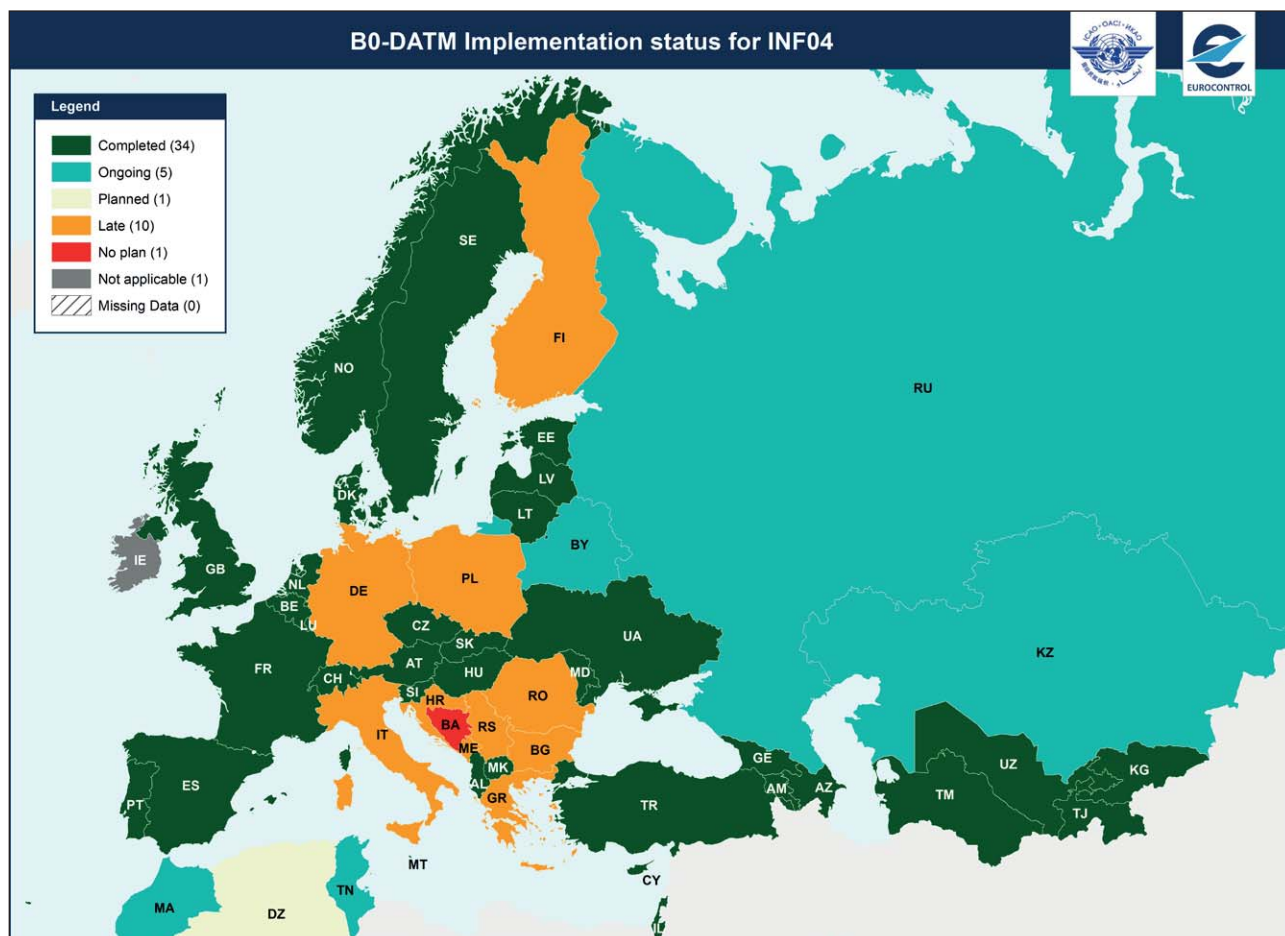 B0-DATM Implementation status for INF04
ICAO · OACI · ИКАО
EUROCONTROL
Legend
Completed (34)
Ongoing (5)
Planned (1)
Late (10)
No plan (1)
Not applicable (1)
Missing Data (0)
SE
FI
NO
RU
EE
LV
DK
LT
BY
IE
GB
NL
DE
PL
BE
LU
CZ
UA
SK
KZ
FR
AT
HU
MD
CH
SI
RO
HR
BA
RS
IT
ME
BG
MK
GE
UZ
KG
ES
AL
GR
AM
AZ
PT
TR
TM
TJ
MT
CY
TN
MA
DZ
IL